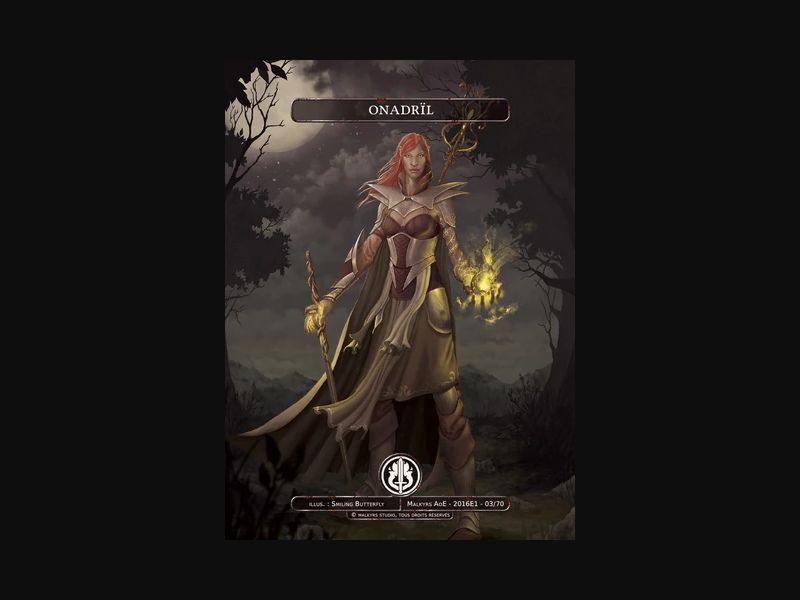 ONADRÏL
ILLUS. : SMILING BUTTERFLY
MALKYRS AOE - 2016E1 - 03/70
© MALKYRS STUDIO, TOUS DROITS RÉSERVÉS